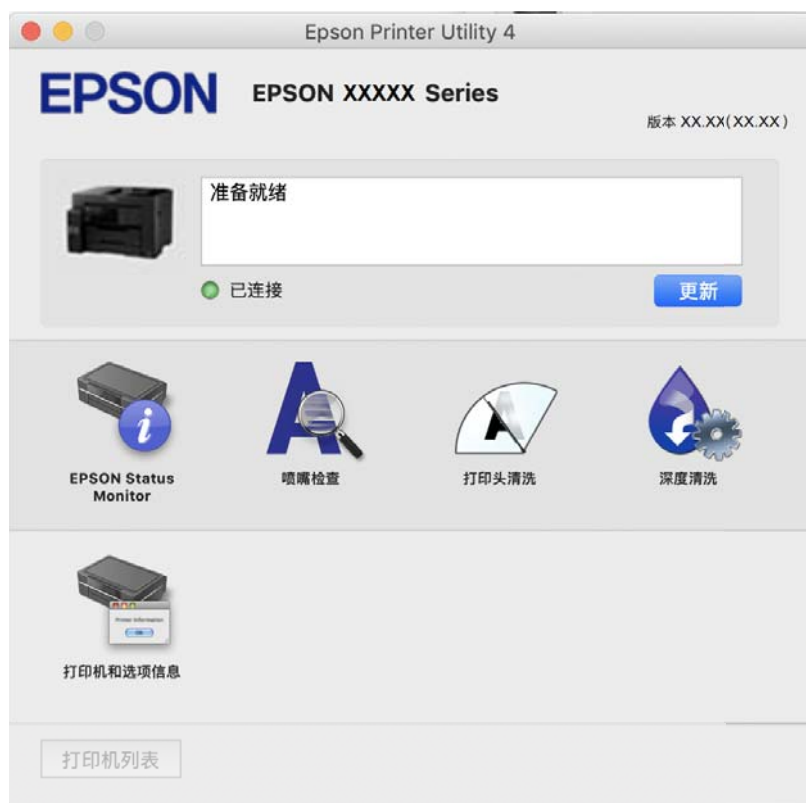 Epson Printer Utility 4
EPSON
EPSON XXXXX Series
版本 XX.XX(XX.XX)
准备就绪
已连接
更新
EPSON Status
Monitor
喷嘴检查
打印头清洗
深度清洗
Printer Information
打印机和选项信息
打印机列表